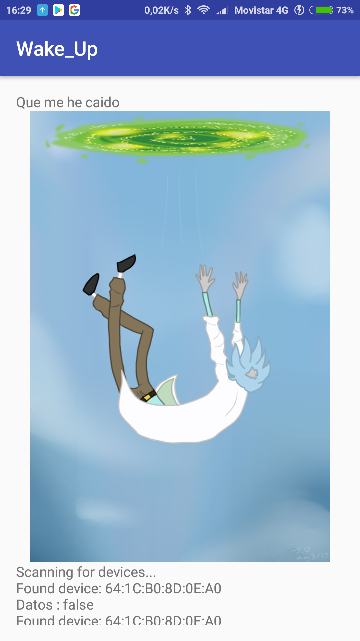 16:29 0,02K/s Movistar 4G 73%
Wake_Up
Que me he caido
Scanning for devices...
Found device: 64:1C:B0:8D:0E:A0
Datos : false
Found device: 64:1C:B0:8D:0E:A0